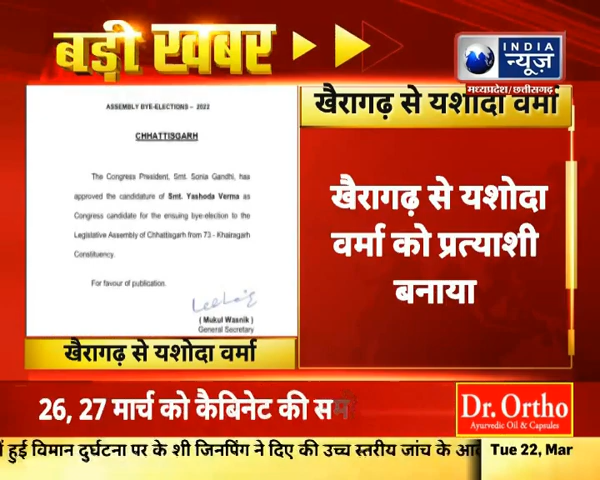 बड़ी खबर
INDIA
न्यूज़
मध्यप्रदेश/छत्तीसगढ़
ASSEMBLY BYE-ELECTIONS – 2022
CHHATTISGARH
The Congress President, Smt. Sonia Gandhi, has
approved the candidature of Smt. Yashoda Verma as
Congress candidate for the ensuing bye-election to the
Legislative Assembly of Chhattisgarh from 73 - Khairagarh
Constituency.
For favour of publication.
( Mukul Wasnik )
General Secretary
खैरागढ़ से यशोदा वर्मा
खैरागढ़ से यशोदा वर्मा
खैरागढ़ से यशोदा
वर्मा को प्रत्याशी
बनाया
26, 27 मार्च को कैबिनेट की
Dr. Ortho
Ayurvedic Oil & Capsules
हुई विमान दुर्घटना पर के शी जिनपिंग ने दिए की उच्च स्तरीय जांच के
Tue 22, Mar